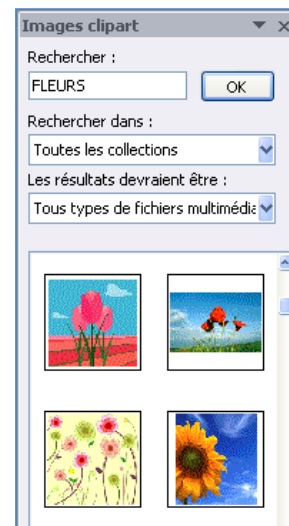 Images clipart
Rechercher :
FLEURS
OK
Rechercher dans :
Toutes les collections
Les résultats devraient être :
Tous types de fichiers multimédia